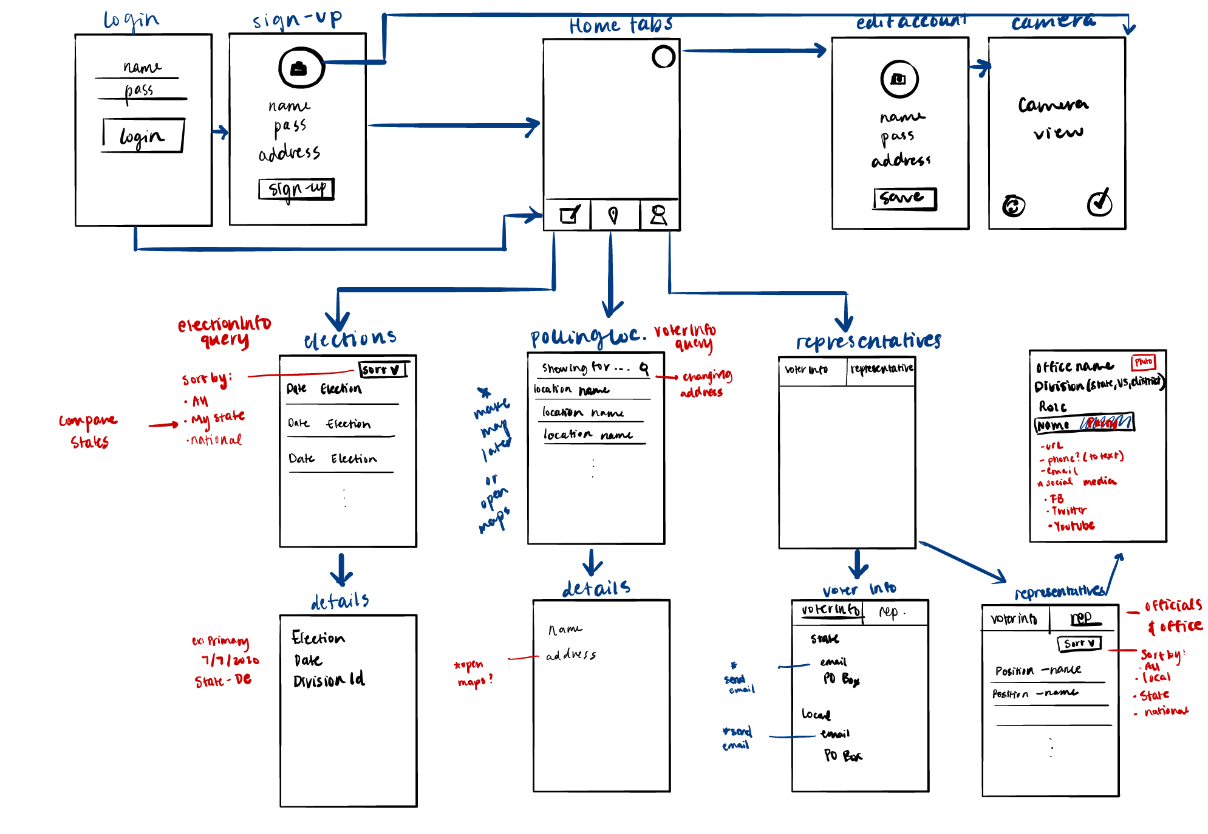 login
name
pass
login
sign-up
name
pass
address
sign-up
Home tabs
edit account
name
pass
address
save
camera
camera
view
electionInfo
query
elections
sort v
Sort by:
• All
• My state
• national
compare
states
Date Election
Date Election
Date Election
details
Election
Date
Division Id
ex: Primary
7/7/2020
State - DE
polling loc.
voterInfo
query
showing for ...
changing
address
location name
location name
location name
*
make
map
later
or
open
maps
details
name
address
*open
maps?
representatives
voter info
representative
voter info
voter info
rep.
State
email
PO Box
*
send
email
Local
email
PO Box
*send
email
representatives
voter info
rep
officials
& office
Sort v
Sort by:
- All
• local
• State
• national
Position - name
Position - name
office name
Photo
Division (state, US, district)
Role
Name
- URL
- phone? (to text)
- email
* social media
• FB
• Twitter
• Youtube